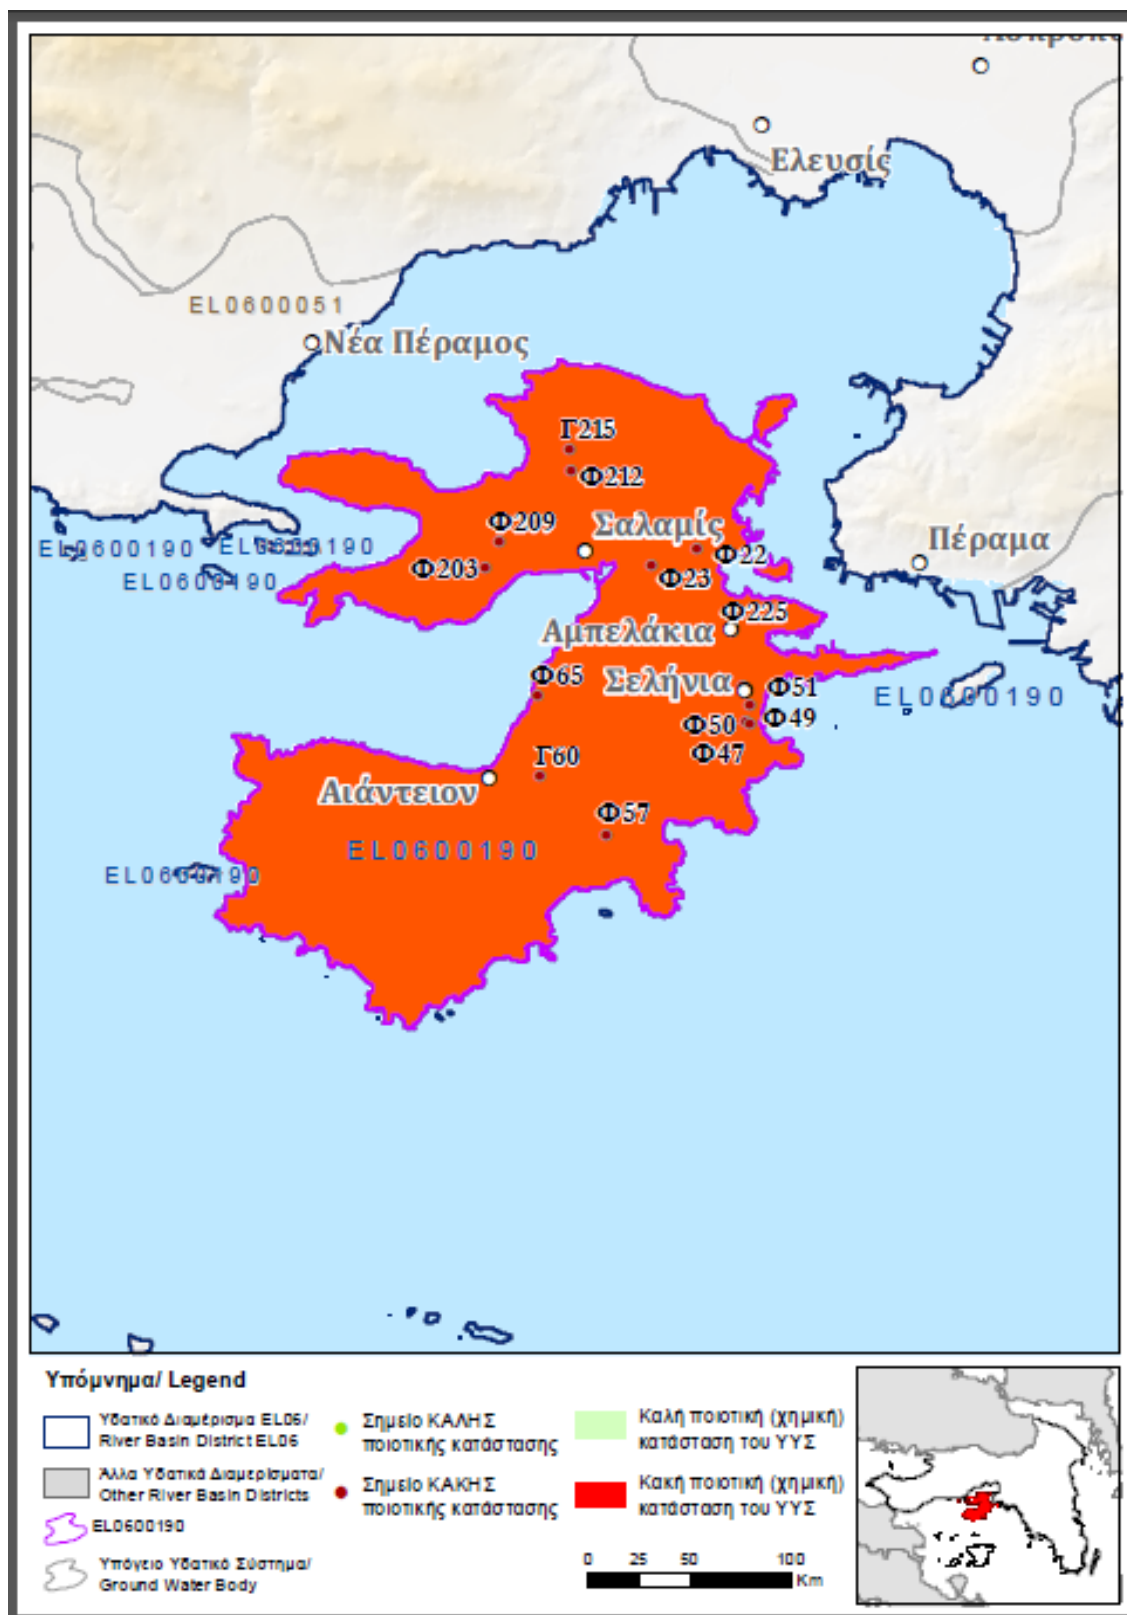 Ελευσίς
EL0600051
Νέα Πέραμος
Γ215
Φ212
Φ209
Σαλαμίς
Πέραμα
EL0600190
EL0600190
Φ22
Φ203
Φ23
EL0600190
Φ225
Αμπελάκια
Φ65
Σελήνια
Φ51
EL0600190
Φ50
Φ49
Φ47
Γ60
Αιάντειον
Φ57
EL0600190
EL0600190
Υπόμνημα/ Legend
Υδατικό Διαμέρισμα EL06/
River Basin District EL06
Άλλα Υδατικά Διαμερίσματα/
Other River Basin Districts
EL0600190
Υπόγειο Υδατικό Σύστημα/
Ground Water Body
Σημείο ΚΑΛΗΣ
ποιοτικής κατάστασης
Σημείο ΚΑΚΗΣ
ποιοτικής κατάστασης
Καλή ποιοτική (χημική)
κατάσταση του ΥΥΣ
Κακή ποιοτική (χημική)
κατάσταση του ΥΥΣ
0 25 50 100
Km